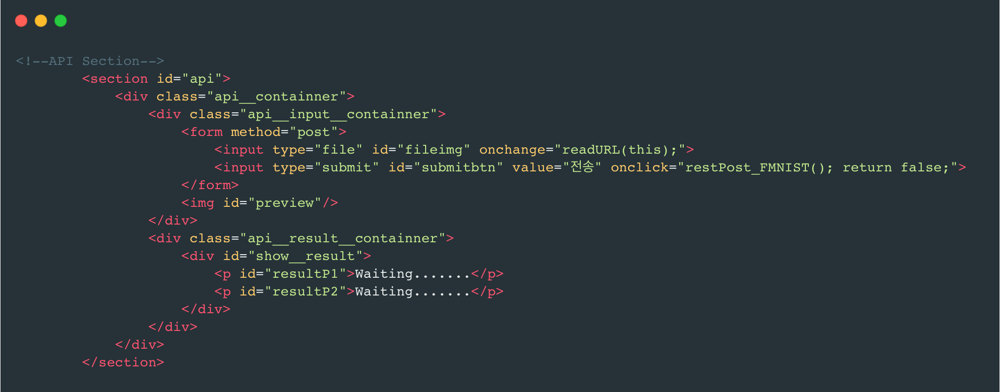 <!--API Section-->
<section id="api">
<div class="api__containner">
<div class="api__input__containner">
<form method="post">
<input type="file" id="fileimg" onchange="readURL(this);">
<input type="submit" id="submitbtn" value="전송" onclick="restPost_FMNIST(); return false;">
</form>
<img id="preview"/>
</div>
<div class="api__result__containner">
<div id="show__result">
<p id="resultP1">Waiting.......</p>
<p id="resultP2">Waiting.......</p>
</div>
</div>
</div>
</section>